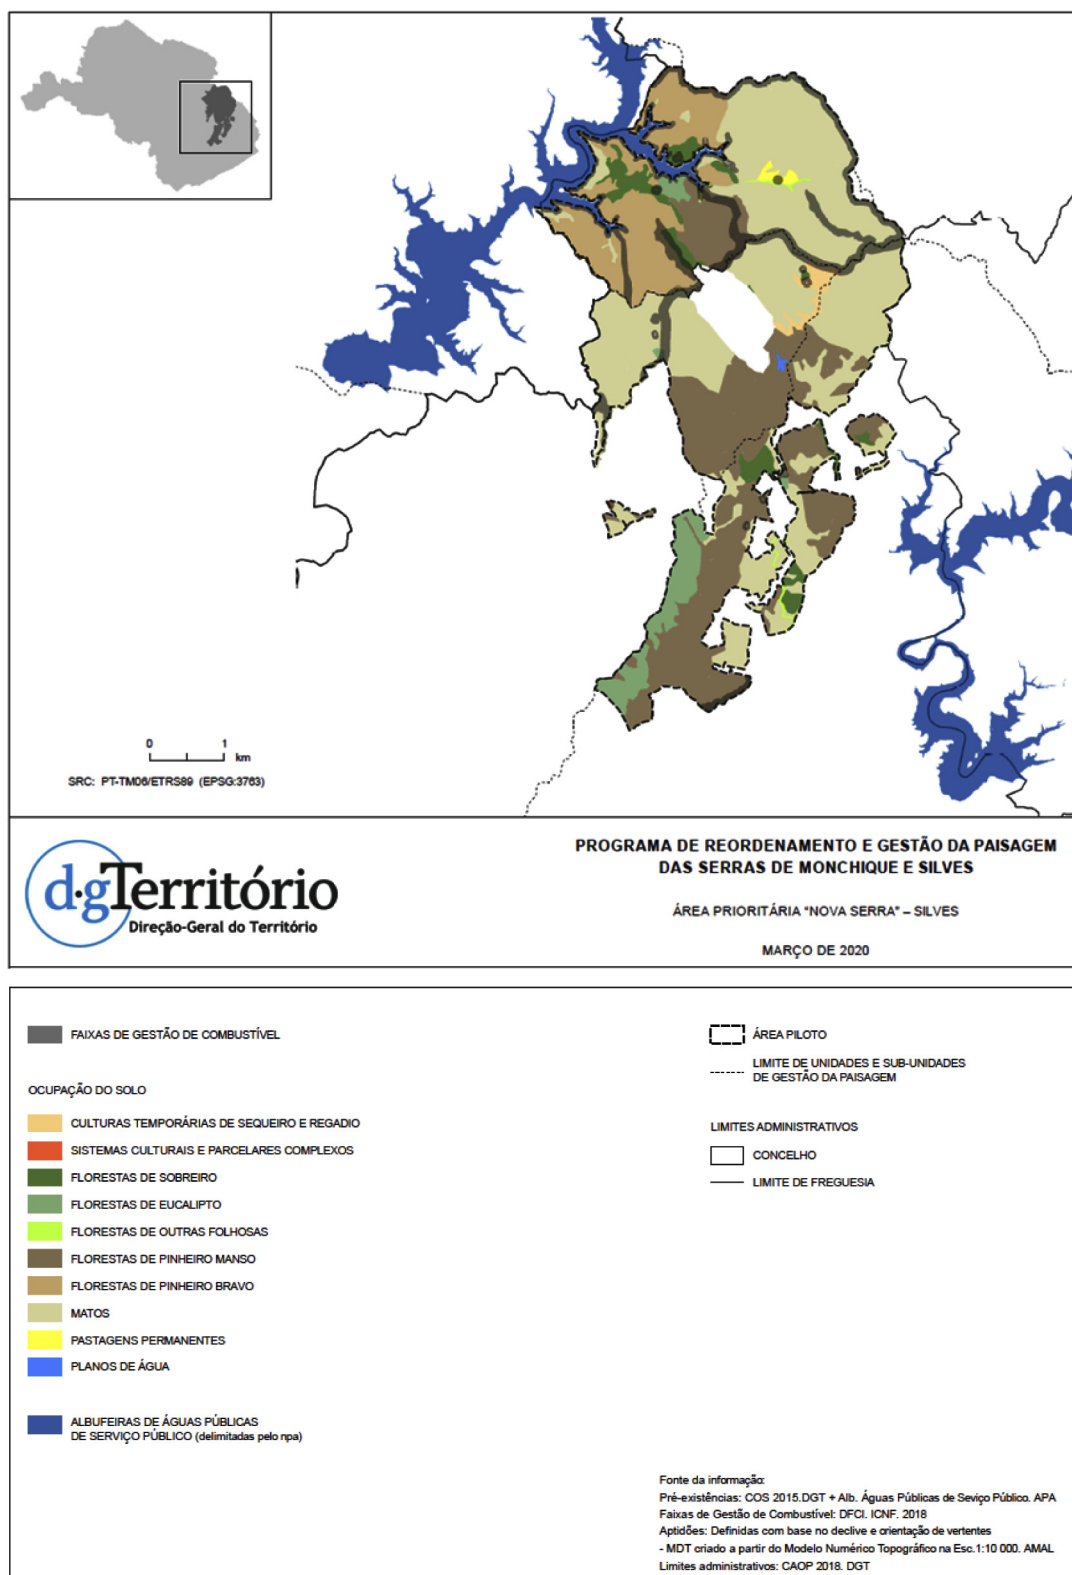 0 1
km
SRC: PT-TM06/ETRS89 (EPSG:3763)
d·gTerritório
Direção-Geral do Território
PROGRAMA DE REORDENAMENTO E GESTÃO DA PAISAGEM
DAS SERRAS DE MONCHIQUE E SILVES
ÁREA PRIORITÁRIA "NOVA SERRA" – SILVES
MARÇO DE 2020
FAIXAS DE GESTÃO DE COMBUSTÍVEL
OCUPAÇÃO DO SOLO
CULTURAS TEMPORÁRIAS DE SEQUEIRO E REGADIO
SISTEMAS CULTURAIS E PARCELARES COMPLEXOS
FLORESTAS DE SOBREIRO
FLORESTAS DE EUCALIPTO
FLORESTAS DE OUTRAS FOLHOSAS
FLORESTAS DE PINHEIRO MANSO
FLORESTAS DE PINHEIRO BRAVO
MATOS
PASTAGENS PERMANENTES
PLANOS DE ÁGUA
ALBUFEIRAS DE ÁGUAS PÚBLICAS
DE SERVIÇO PÚBLICO (delimitadas pelo npa)
ÁREA PILOTO
LIMITE DE UNIDADES E SUB-UNIDADES
DE GESTÃO DA PAISAGEM
LIMITES ADMINISTRATIVOS
CONCELHO
LIMITE DE FREGUESIA
Fonte da informação:
Pré-existências: COS 2015.DGT + Alb. Águas Públicas de Seviço Público. APA
Faixas de Gestão de Combustível: DFCI. ICNF. 2018
Aptidões: Definidas com base no declive e orientação de vertentes
- MDT criado a partir do Modelo Numérico Topográfico na Esc.1:10 000. AMAL
Limites administrativos: CAOP 2018. DGT